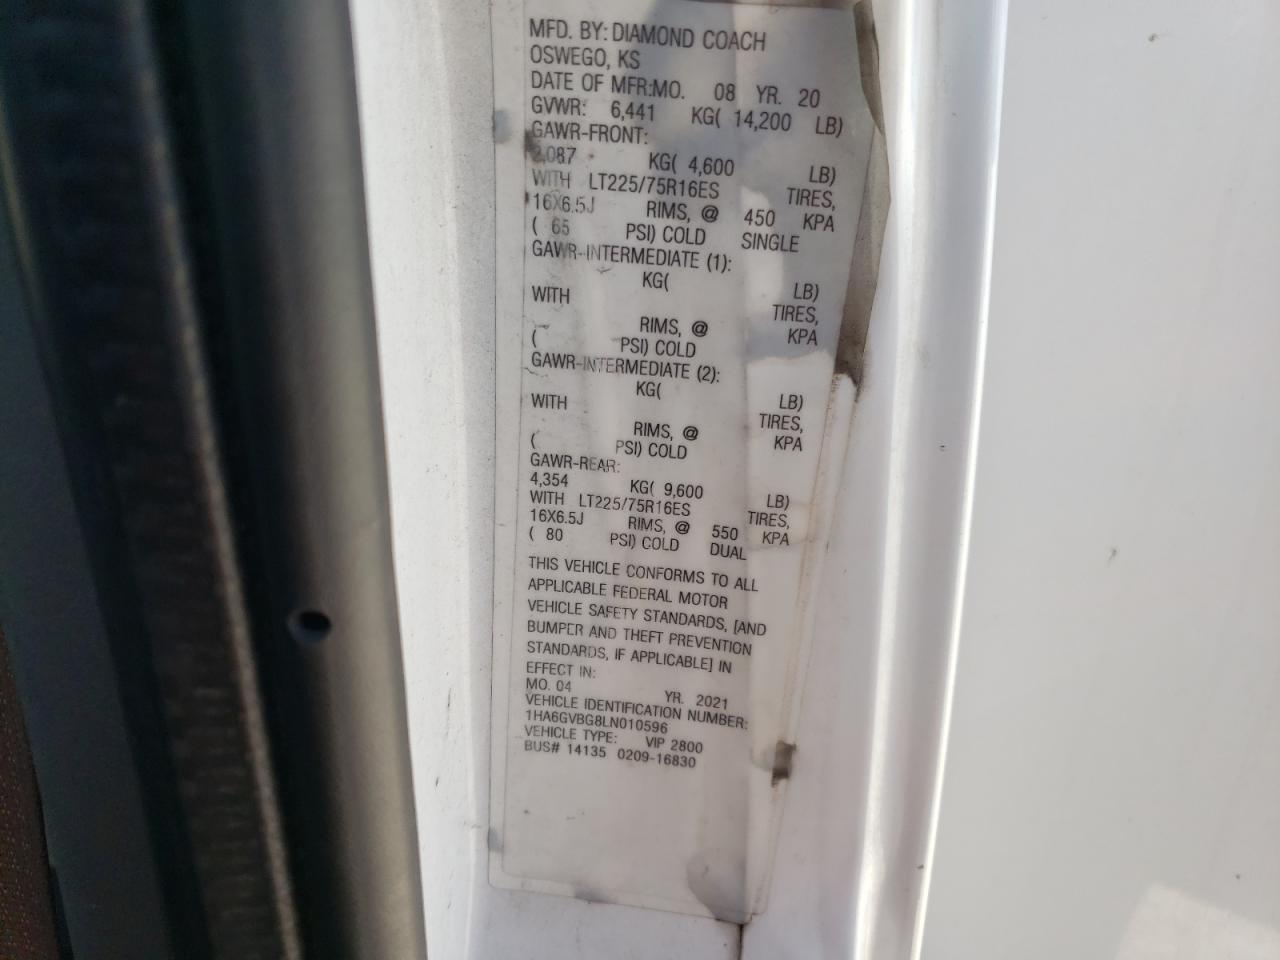 MFD. BY: DIAMOND COACH
OSWEGO, KS
DATE OF MFR:MO. 08 YR. 20
GVWR: 6,441 KG( 14,200 LB)
GAWR-FRONT:
2,087 KG( 4,600 LB)
WITH LT225/75R16ES TIRES,
16X6.5J RIMS, @ 450 KPA
( 65 PSI) COLD SINGLE
GAWR-INTERMEDIATE (1):
KG( LB)
WITH TIRES,
RIMS, @ KPA
( PSI) COLD
GAWR-INTERMEDIATE (2):
KG( LB)
WITH TIRES,
RIMS, @ KPA
( PSI) COLD
GAWR-REAR:
4,354 KG( 9,600 LB)
WITH LT225/75R16ES TIRES,
16X6.5J RIMS, @ 550 KPA
( 80 PSI) COLD DUAL
THIS VEHICLE CONFORMS TO ALL
APPLICABLE FEDERAL MOTOR
VEHICLE SAFETY STANDARDS, [AND
BUMPER AND THEFT PREVENTION
STANDARDS, IF APPLICABLE] IN
EFFECT IN:
MO. 04 YR. 2021
VEHICLE IDENTIFICATION NUMBER:
1HA6GVBG8LN010596
VEHICLE TYPE: VIP 2800
BUS# 14135 0209-16830